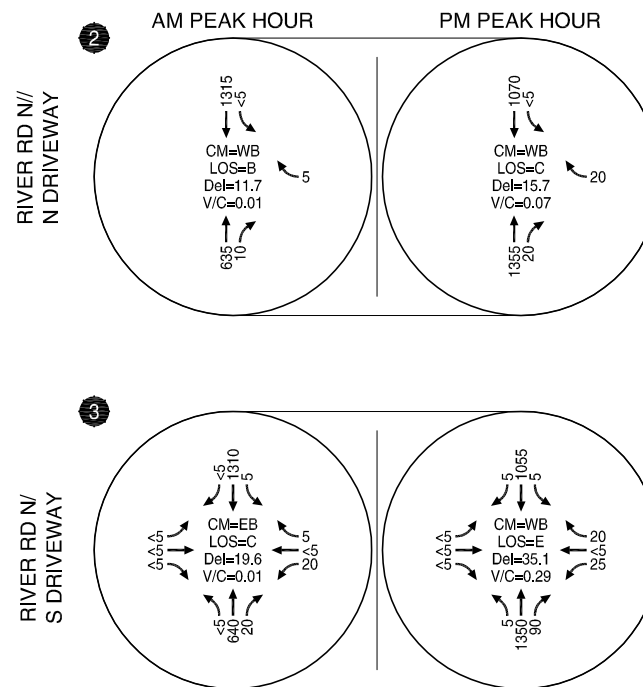 AM PEAK HOUR
PM PEAK HOUR
2
RIVER RD N//
N DRIVEWAY
1315
<5
CM=WB
LOS=B
Del=11.7
V/C=0.01
5
635
10
1070
<5
CM=WB
LOS=C
Del=15.7
V/C=0.07
20
1355
20
3
RIVER RD N/
S DRIVEWAY
<5
1310
5
<5
<5
<5
CM=EB
LOS=C
Del=19.6
V/C=0.01
5
<5
20
<5
640
20
5
1055
5
<5
<5
<5
CM=WB
LOS=E
Del=35.1
V/C=0.29
20
<5
25
5
1350
90